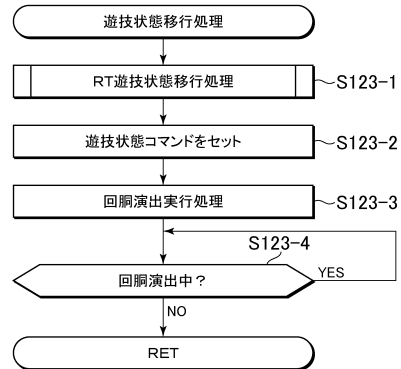 遊技状態移行処理
RT遊技状態移行処理
S123-1
遊技状態コマンドをセット
S123-2
回胴演出実行処理
S123-3
S123-4
回胴演出中？
YES
NO
RET